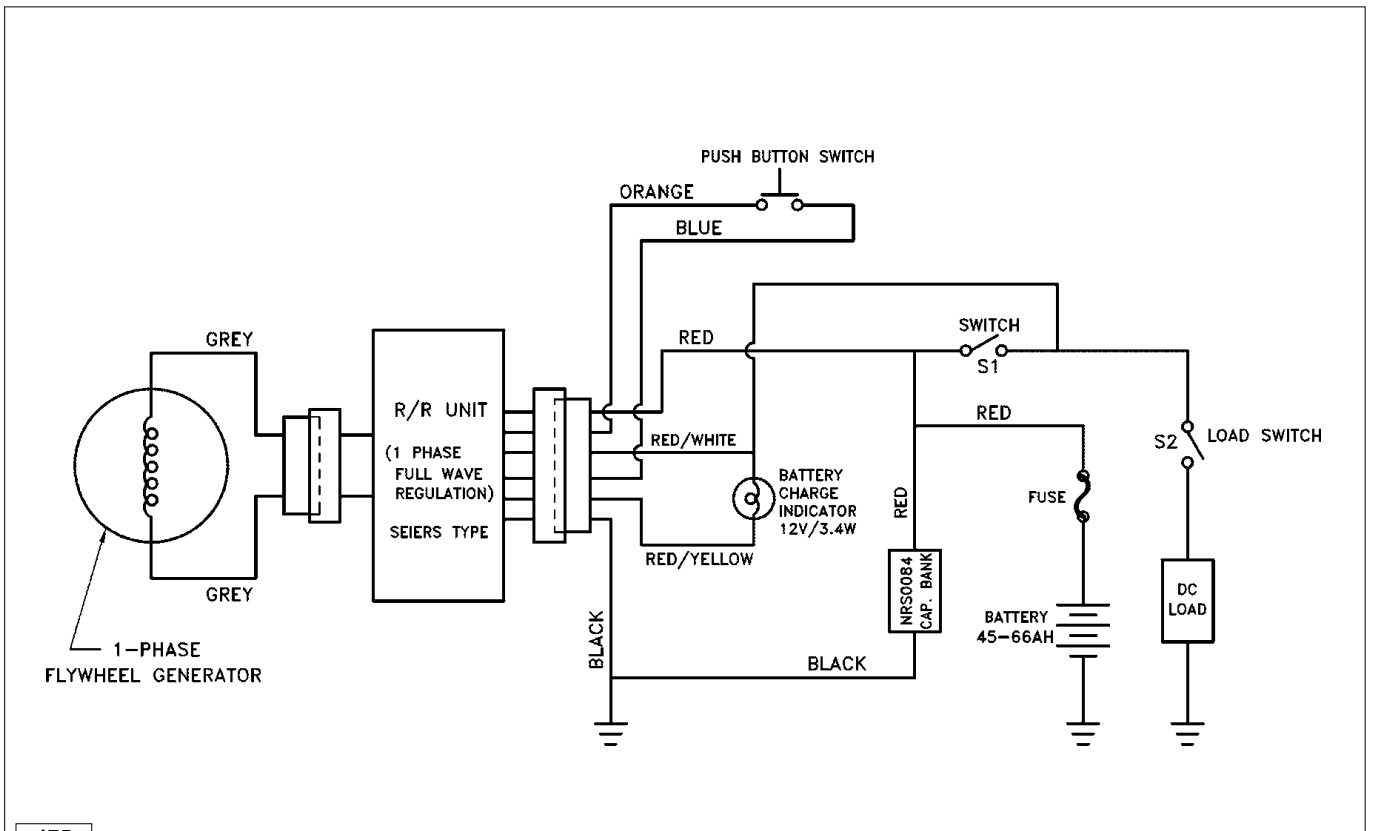 PUSH BUTTON SWITCH
ORANGE
BLUE
GREY
RED
SWITCH
S1
R/R UNIT
(1 PHASE
FULL WAVE
REGULATION)
SEIERS TYPE
RED/WHITE
BATTERY
CHARGE
INDICATOR
12V/3.4W
RED/YELLOW
RED
RED
FUSE
S2
LOAD SWITCH
GREY
1-PHASE
FLYWHEEL GENERATOR
BLACK
BLACK
NRS0084
CAP. BANK
BATTERY
45-66AH
DC
LOAD